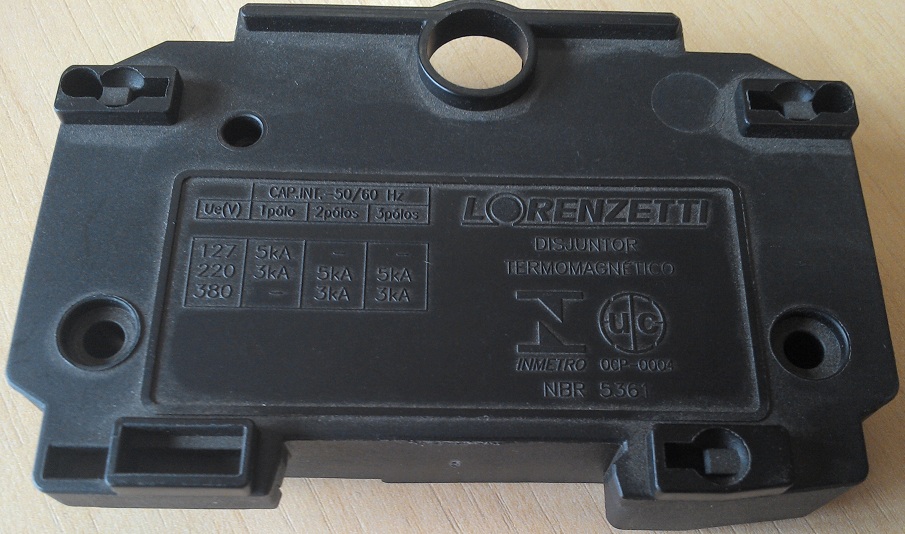 CAP.INT.-50/60 Hz
Ue(V) 1pólo 2pólos 3pólos
127 5kA - -
220 3kA 5kA 5kA
380 - 3kA 3kA
LORENZETTI
DISJUNTOR
TERMOMAGNÉTICO
UC
INMETRO OCP-0004
NBR 5361